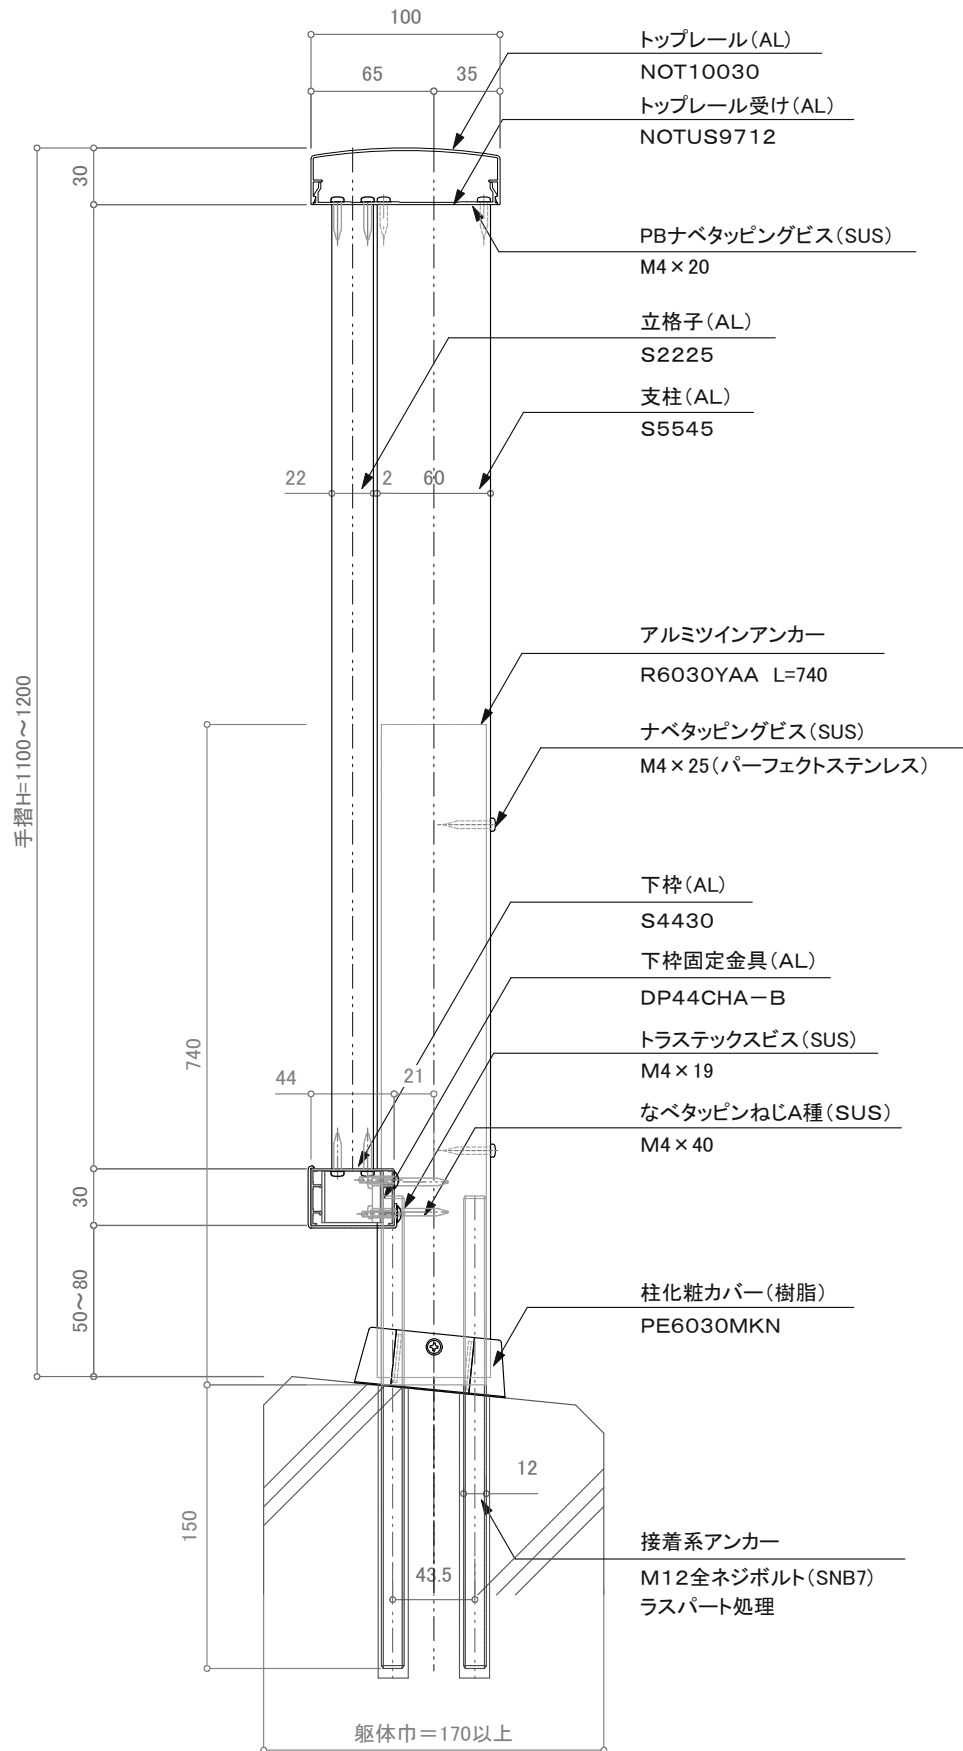 100
65
35
トップレール(AL)
NOT10030
トップレール受け(AL)
NOTUS9712
30
PBナベタッピングビス(SUS)
M4×20
立格子(AL)
S2225
支柱(AL)
S5545
22
2
60
アルミツインアンカー
R6030YAA L=740
手摺H=1100～1200
ナベタッピングビス(SUS)
M4×25(パーフェクトステンレス)
下枠(AL)
S4430
下枠固定金具(AL)
DP44CHA－B
740
トラステックスビス(SUS)
M4×19
44
21
なベタッピンねじA種(SUS)
M4×40
30
50～80
柱化粧カバー(樹脂)
PE6030MKN
12
150
接着系アンカー
43.5
M12全ネジボルト(SNB7)
ラスパート処理
躯体巾＝170以上